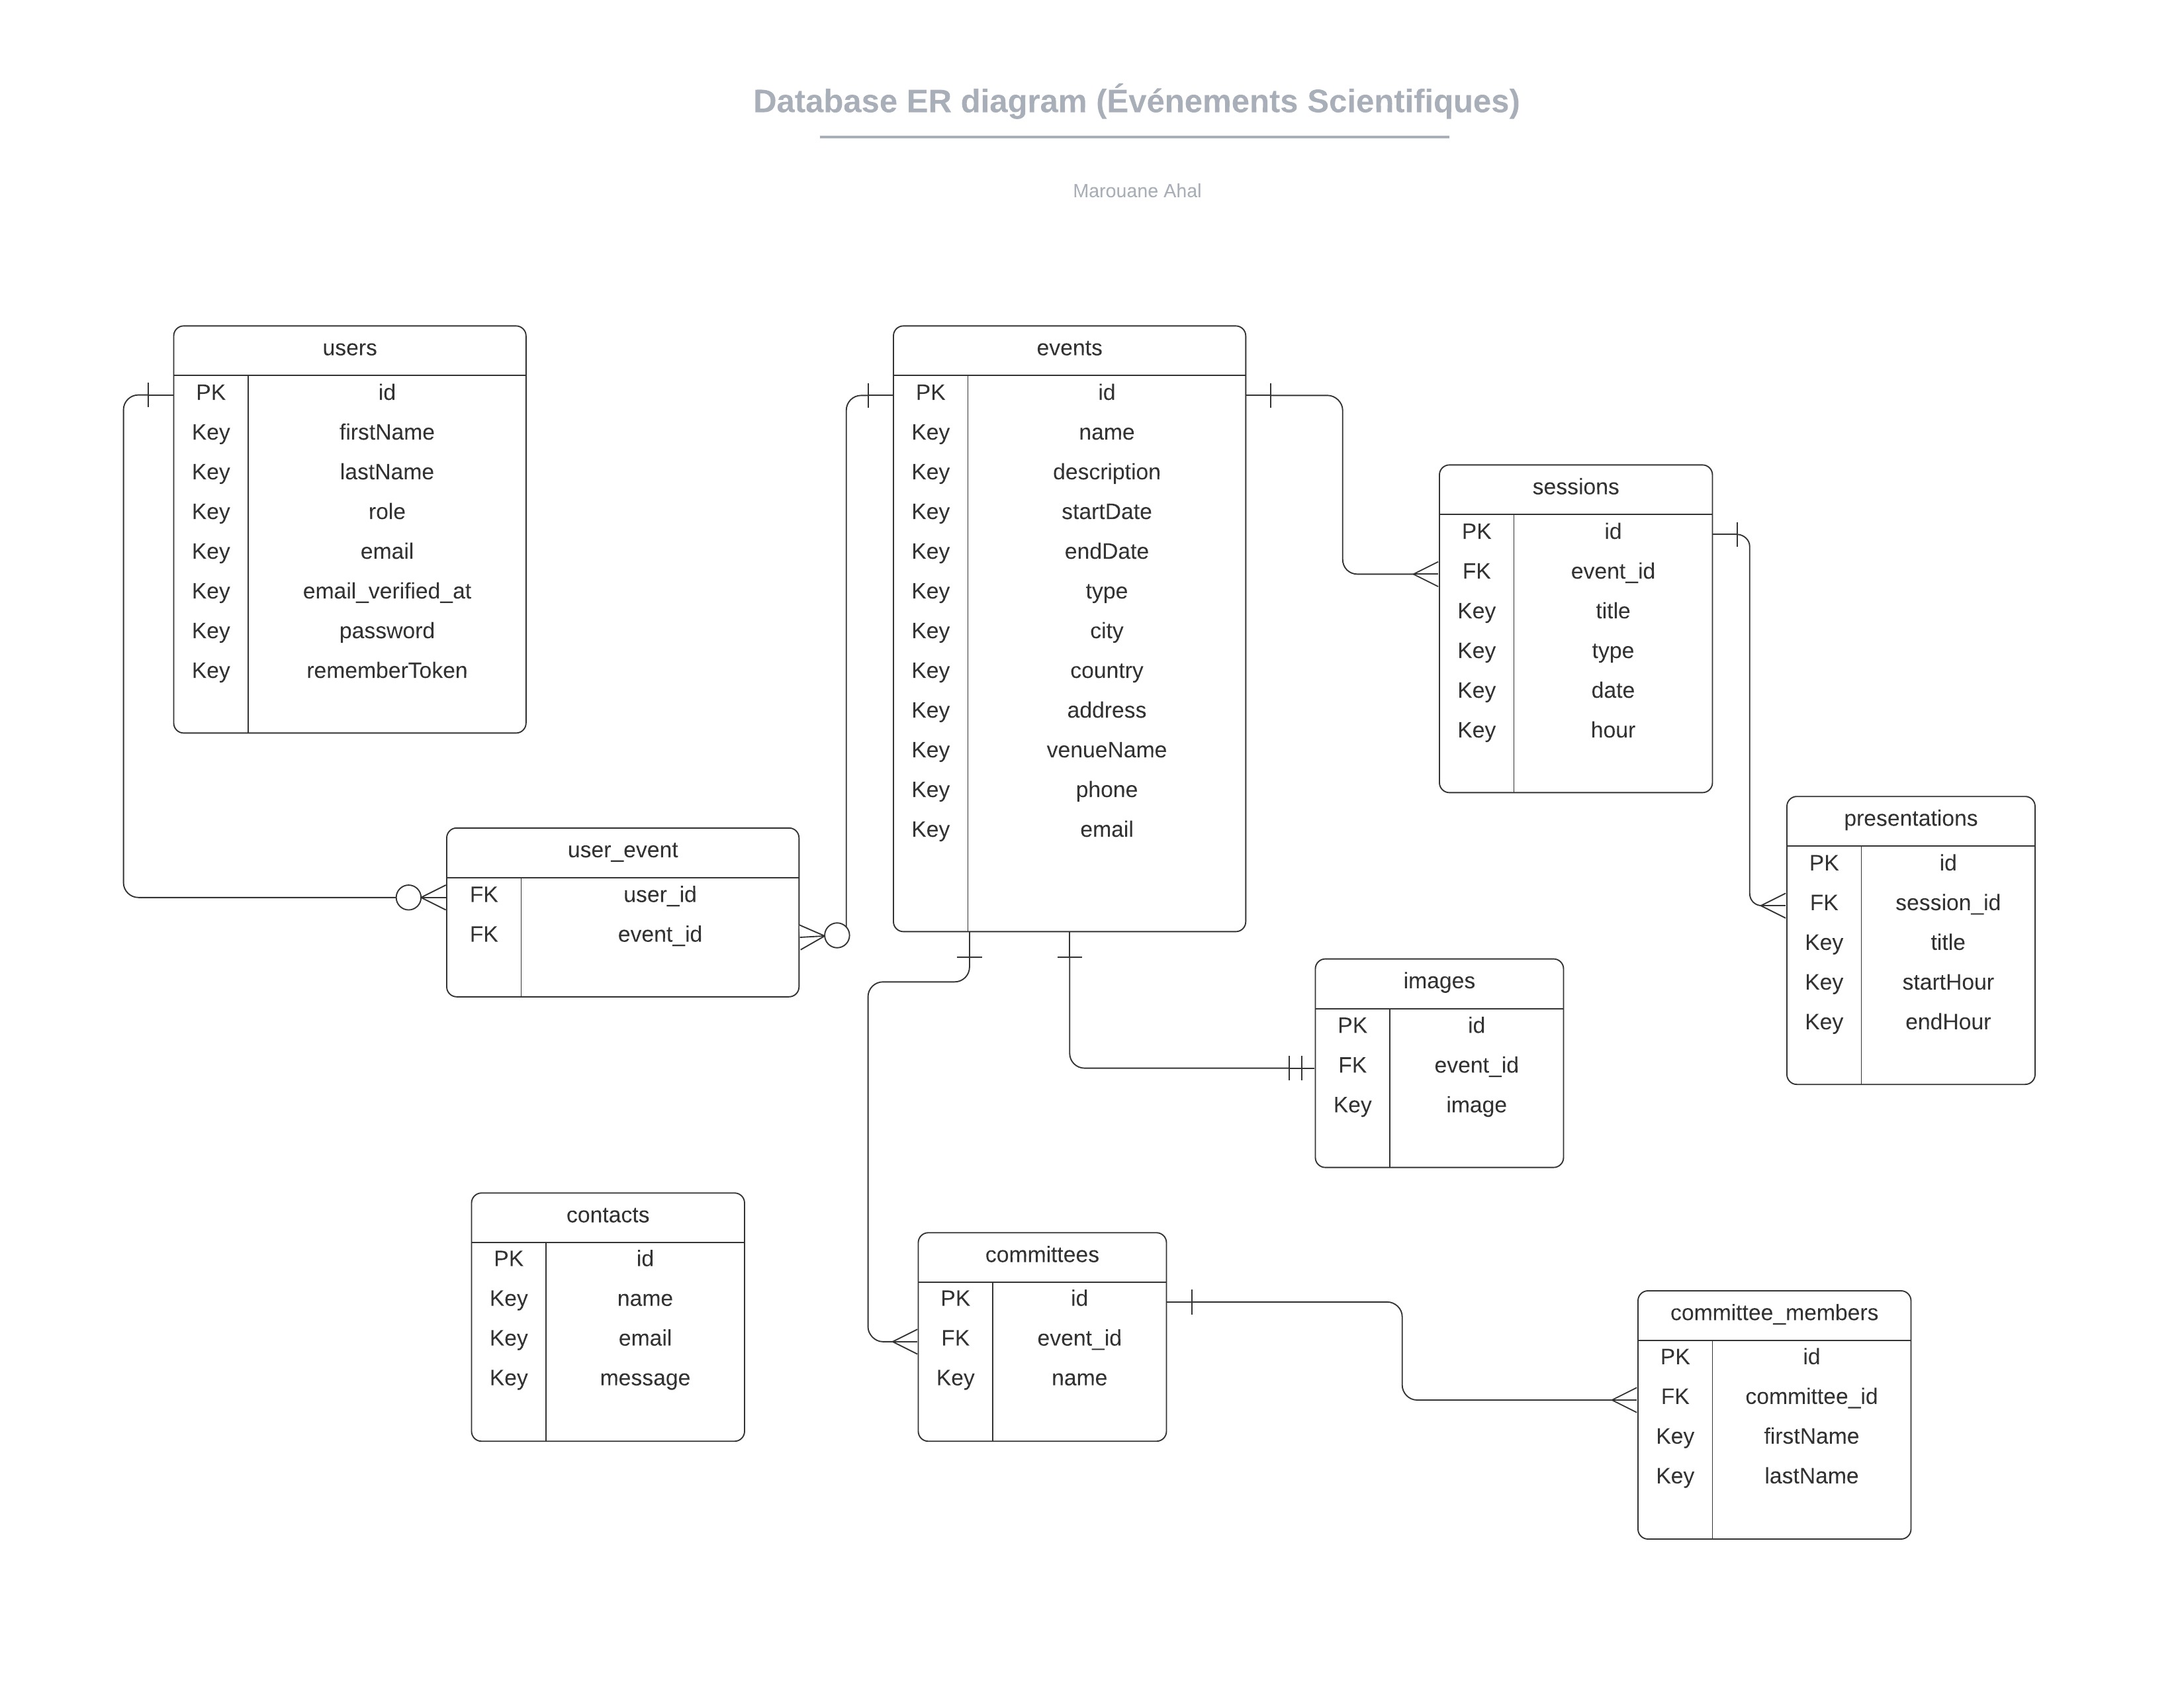 Database ER diagram (Événements Scientifiques)
Marouane Ahal
users
PK id
Key firstName
Key lastName
Key role
Key email
Key email_verified_at
Key password
Key rememberToken
events
PK id
Key name
Key description
Key startDate
Key endDate
Key type
Key city
Key country
Key address
Key venueName
Key phone
Key email
sessions
PK id
FK event_id
Key title
Key type
Key date
Key hour
presentations
PK id
FK session_id
Key title
Key startHour
Key endHour
user_event
FK user_id
FK event_id
images
PK id
FK event_id
Key image
contacts
PK id
Key name
Key email
Key message
committees
PK id
FK event_id
Key name
committee_members
PK id
FK committee_id
Key firstName
Key lastName